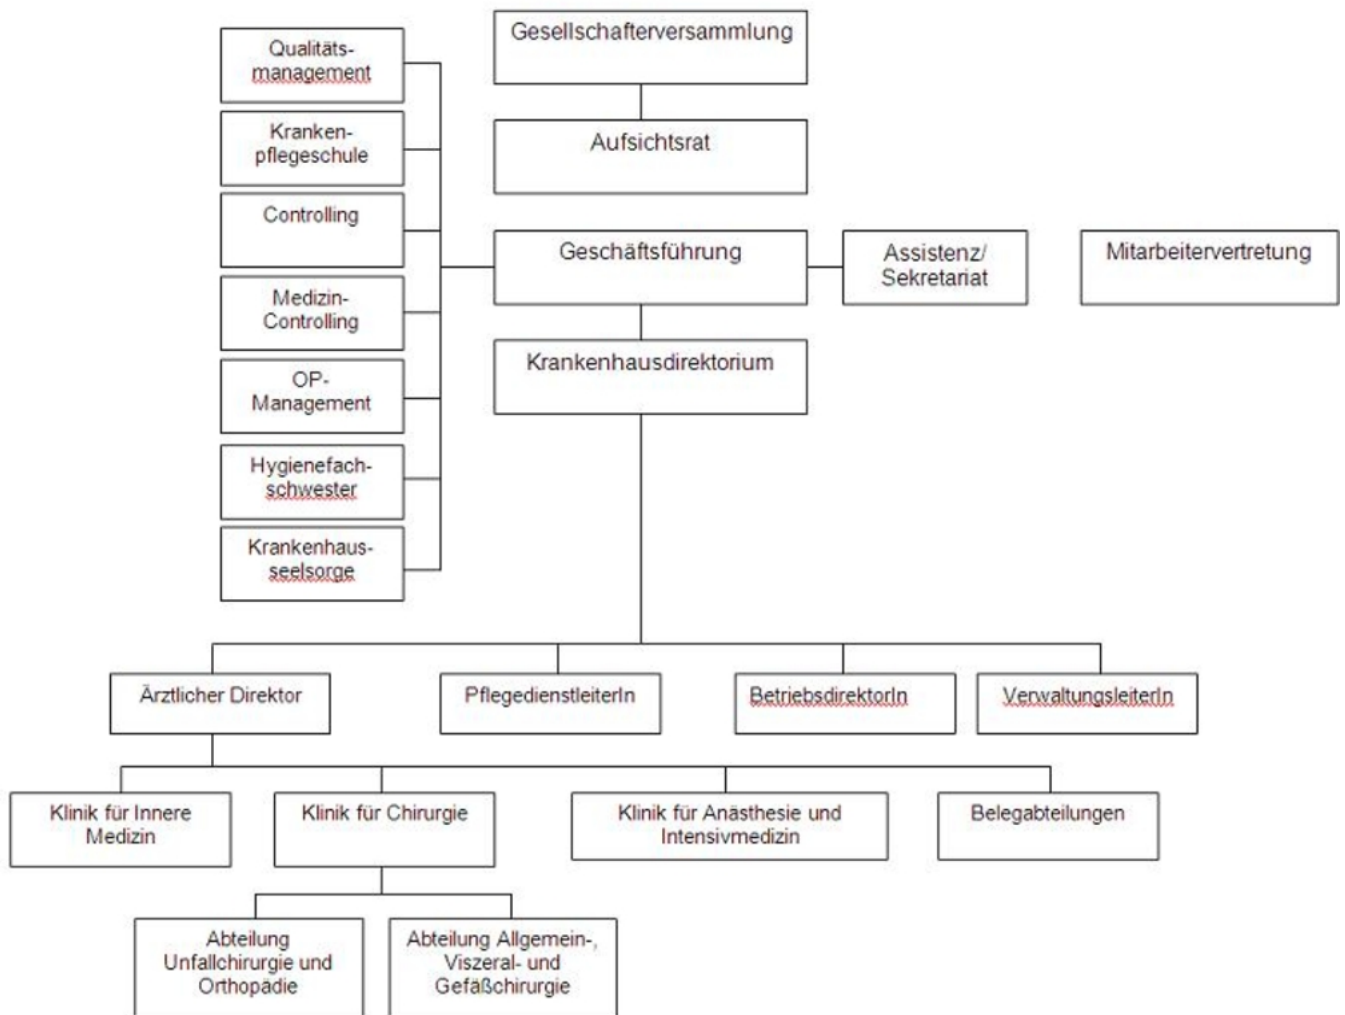 Gesellschafterversammlung
Aufsichtsrat
Qualitäts-
management
Kranken-
pflegeschule
Controlling
Medizin-
Controlling
OP-
Management
Hygienefach-
schwester
Krankenhaus-
seelsorge
Geschäftsführung
Assistenz/
Sekretariat
Mitarbeitervertretung
Krankenhausdirektorium
Ärztlicher Direktor
PflegedienstleiterIn
BetriebsdirektorIn
VerwaltungsleiterIn
Klinik für Innere
Medizin
Klinik für Chirurgie
Klinik für Anästhesie und
Intensivmedizin
Belegabteilungen
Abteilung
Unfallchirurgie und
Orthopädie
Abteilung Allgemein-,
Viszeral- und
Gefäßchirurgie